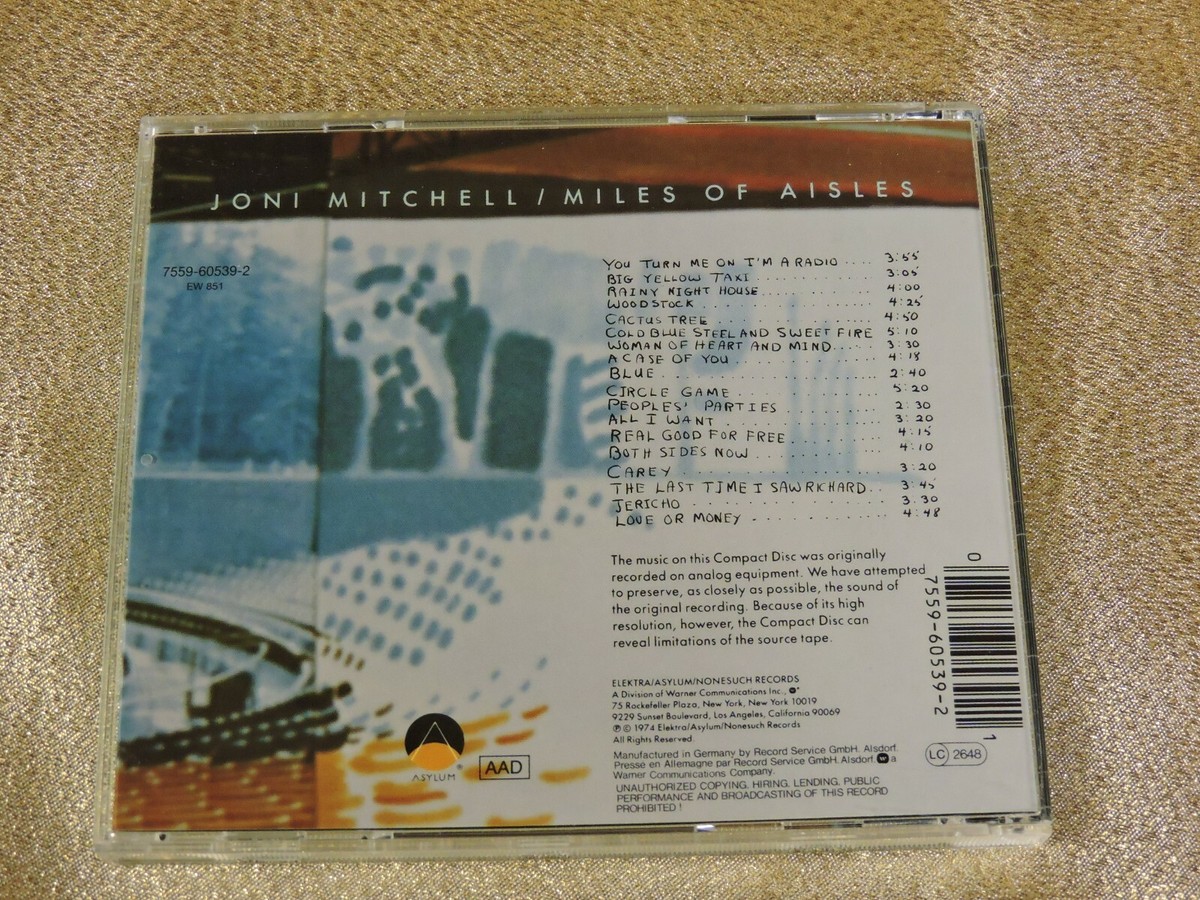 JONI MITCHELL / MILES OF AISLES
7559-60539-2
EW 851
YOU TURN ME ON I'M A RADIO .... 3:55
BIG YELLOW TAXI ........... 3:05
RAINY NIGHT HOUSE .......... 4:00
WOODSTOCK .................. 4:25
CACTUS TREE ................ 4:50
COLD BLUE STEEL AND SWEET FIRE 5:10
WOMAN OF HEART AND MIND..... 3:30
A CASE OF YOU .............. 4:18
BLUE ....................... 2:40
CIRCLE GAME ................ 5:20
PEOPLES' PARTIES ........... 2:30
ALL I WANT ................. 3:20
REAL GOOD FOR FREE ......... 4:15
BOTH SIDES NOW ............. 4:10
CAREY ...................... 3:20
THE LAST TIME I SAW RICHARD.. 3:45
JERICHO .................... 3.30
LOVE OR MONEY .............. 4:48
The music on this Compact Disc was originally
recorded on analog equipment. We have attempted
to preserve, as closely as possible, the sound of
the original recording. Because of its high
resolution, however, the Compact Disc can
reveal limitations of the source tape.
ELEKTRA/ASYLUM/NONESUCH RECORDS
A Division of Warner Communications Inc.,
75 Rockefeller Plaza, New York, New York 10019
9229 Sunset Boulevard, Los Angeles, California 90069
℗ © 1974 Elektra/Asylum/Nonesuch Records
All Rights Reserved.
Manufactured in Germany by Record Service GmbH. Alsdorf.
Presse en Allemagne par Record Service GmbH. Alsdorf. W a
Warner Communications Company.
UNAUTHORIZED COPYING, HIRING, LENDING, PUBLIC
PERFORMANCE AND BROADCASTING OF THIS RECORD
PROHIBITED !
ASYLUM ®
AAD
0 7559-60539-2 1
LC 2648